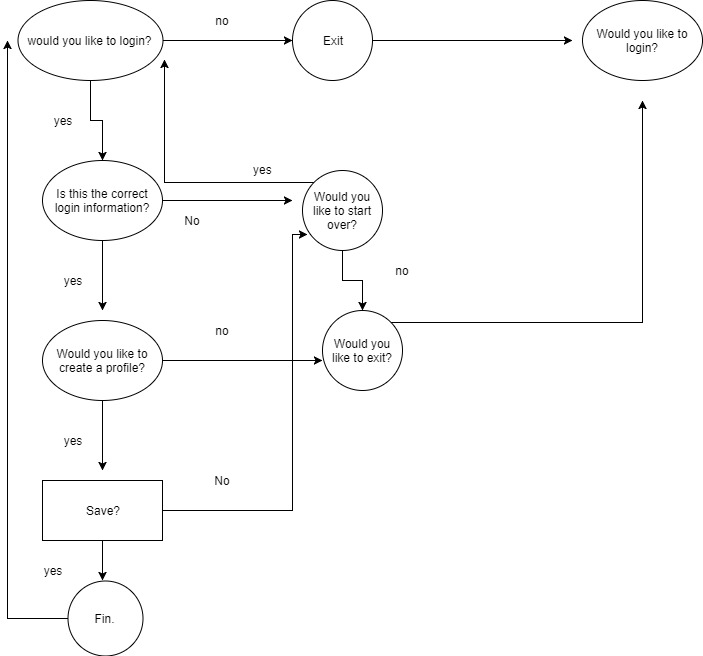 no
would you like to login?
Exit
Would you like to
login?
yes
yes
Is this the correct
login information?
No
Would you
like to start
over?
yes
no
no
Would you like to
create a profile?
Would you
like to exit?
yes
No
Save?
yes
Fin.